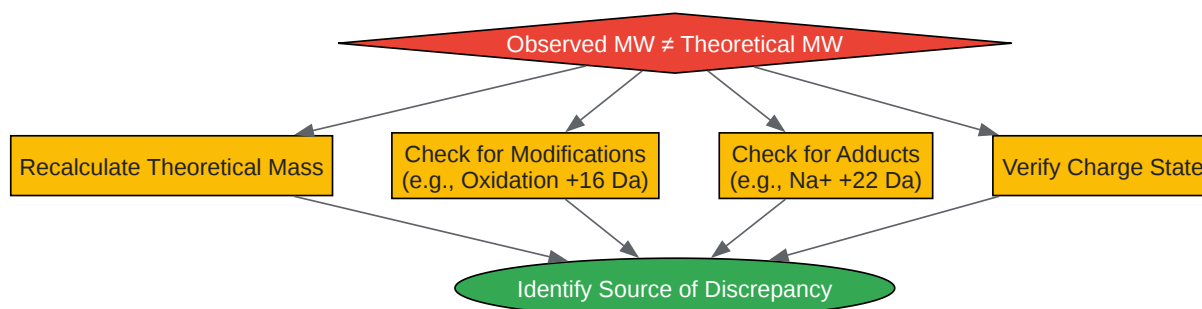 Observed MW ≠ Theoretical MW
Recalculate Theoretical Mass
Check for Modifications
(e.g., Oxidation +16 Da)
Check for Adducts
(e.g., Na+ +22 Da)
Verify Charge State
Identify Source of Discrepancy